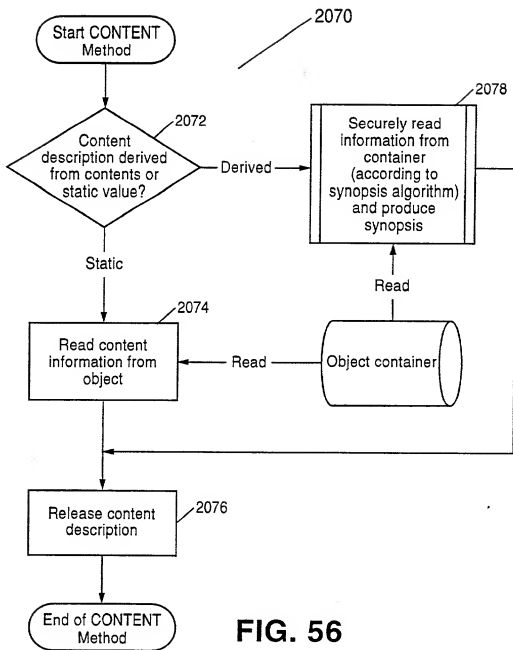 Start CONTENT
Method
2070
2072
Content
description derived
from contents or
static value?
Derived
2078
Securely read
information from
container
(according to
synopsis algorithm)
and produce
synopsis
Static
Read
2074
Read content
information from
object
Read
Object container
Release content
description
2076
End of CONTENT
Method
FIG. 56